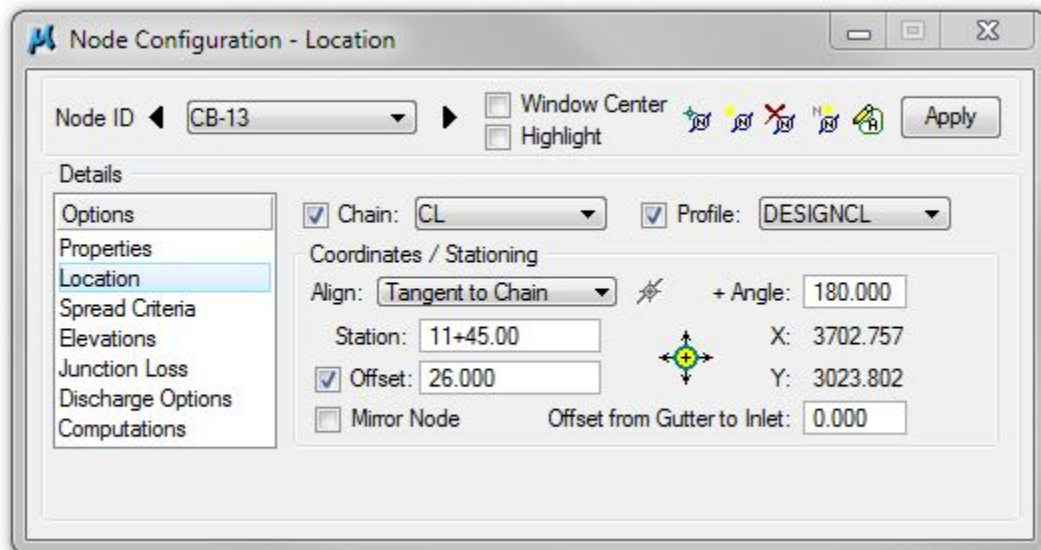 Node Configuration - Location
Node ID CB-13 Window Center Apply
Highlight
Details
Options
Properties
Location
Spread Criteria
Elevations
Junction Loss
Discharge Options
Computations
Chain: CL Profile: DESIGNCL
Coordinates / Stationing
Align: Tangent to Chain + Angle: 180.000
Station: 11+45.00 X: 3702.757
Offset: 26.000 Y: 3023.802
Mirror Node Offset from Gutter to Inlet: 0.000